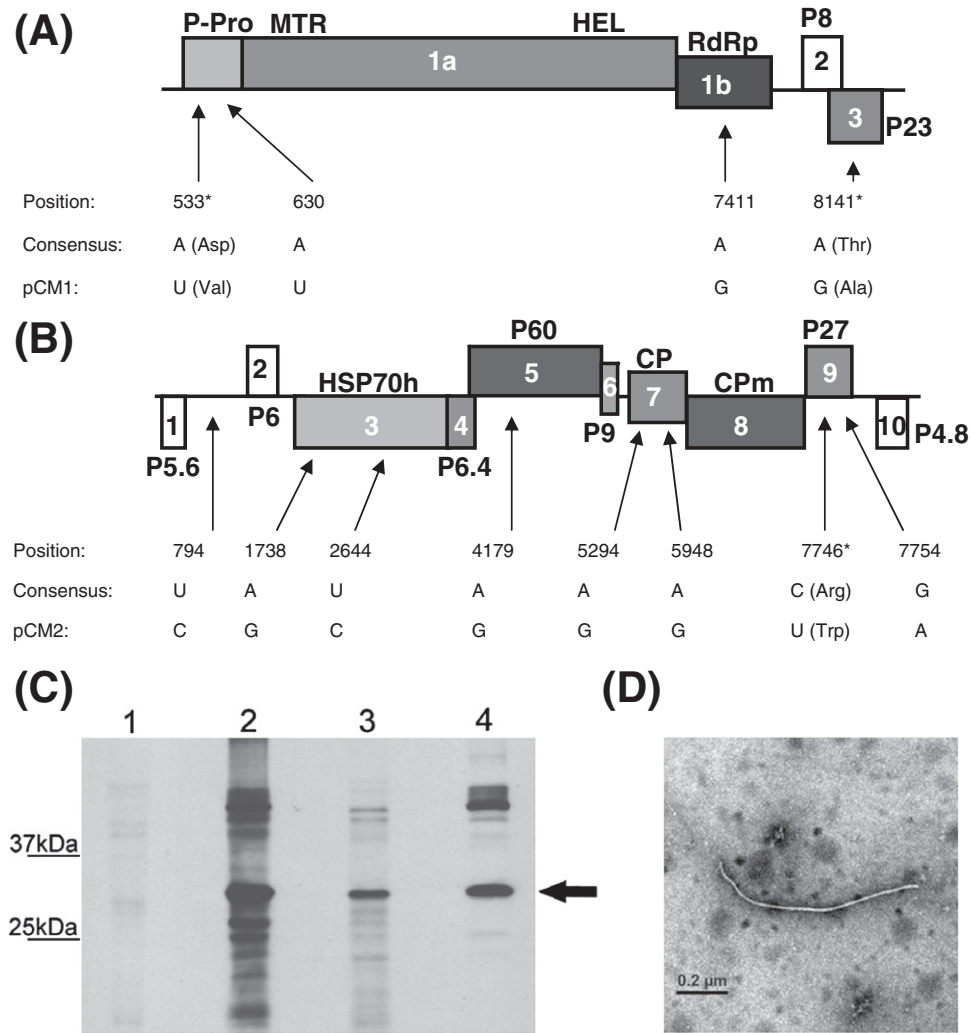 (A)
P-Pro MTR HEL RdRp P8
1a 1b 2 3 P23
Position: 533* 630 7411 8141*
Consensus: A (Asp) A A A (Thr)
pCM1: U (Val) U G G (Ala)
(B)
P60 P27
HSP70h CP CPm
1 2 3 4 5 6 7 8 9 10
P5.6 P6 P6.4 P9 P4.8
Position: 794 1738 2644 4179 5294 5948 7746* 7754
Consensus: U A U A A A C (Arg) G
pCM2: C G C G G G U (Trp) A
(C) (D)
1 2 3 4
37kDa
25kDa
0.2 μm